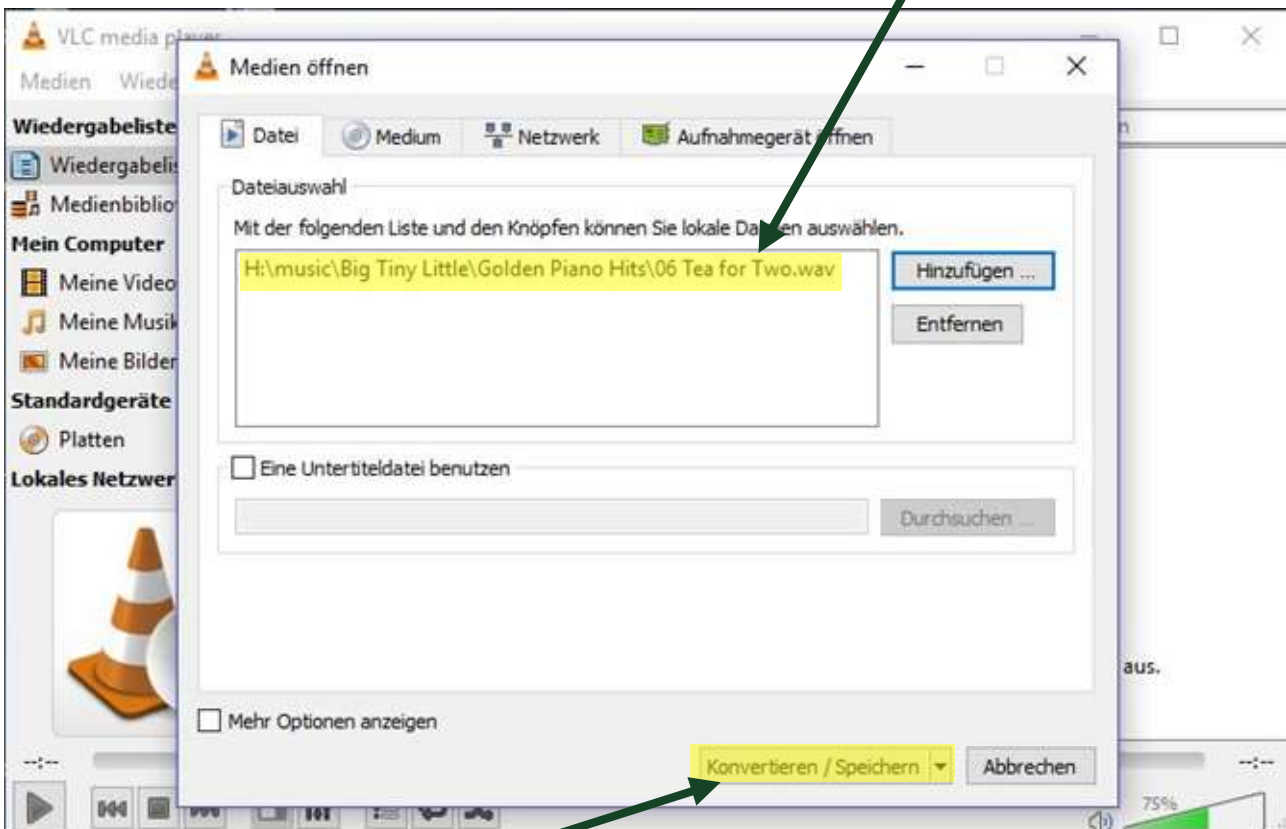 VLC media player
Medien öffnen
Medien Wiede
Wiedergabeliste
Datei Medium Netzwerk Aufnahmegerät öffnen
Wiedergabelis
Dateiauswahl
Medienbiblio
Mit der folgenden Liste und den Knöpfen können Sie lokale Dateien auswählen.
Mein Computer
H:\music\Big Tiny Little\Golden Piano Hits\06 Tea for Two.wav
Hinzufügen ...
Meine Video
Meine Musik
Entfernen
Meine Bilder
Standardgeräte
Platten
Eine Untertiteldatei benutzen
Lokales Netzwer
Durchsuchen ...
aus.
Mehr Optionen anzeigen
--:--
Konvertieren / Speichern
Abbrechen
--:--
75%